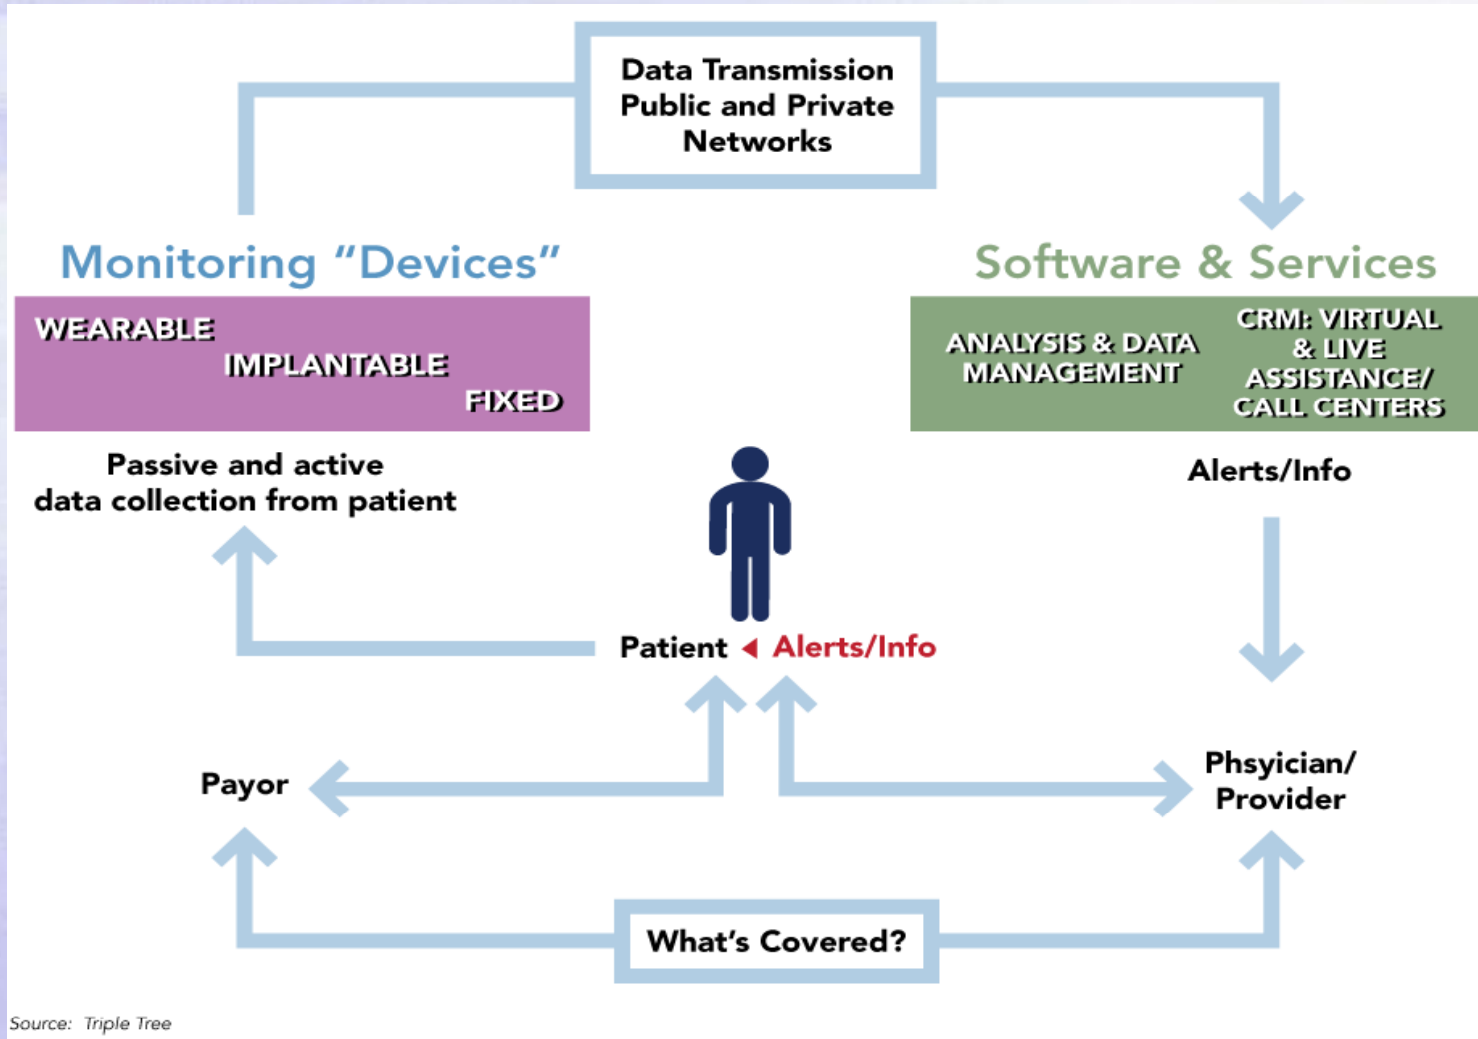 Data Transmission
Public and Private
Networks
Monitoring “Devices”
Software & Services
WEARABLE
IMPLANTABLE
FIXED
ANALYSIS & DATA
MANAGEMENT
CRM: VIRTUAL
& LIVE
ASSISTANCE/
CALL CENTERS
Passive and active
data collection from patient
Alerts/Info
Patient ◀ Alerts/Info
Payor
Phsyician/
Provider
What’s Covered?
Source: Triple Tree